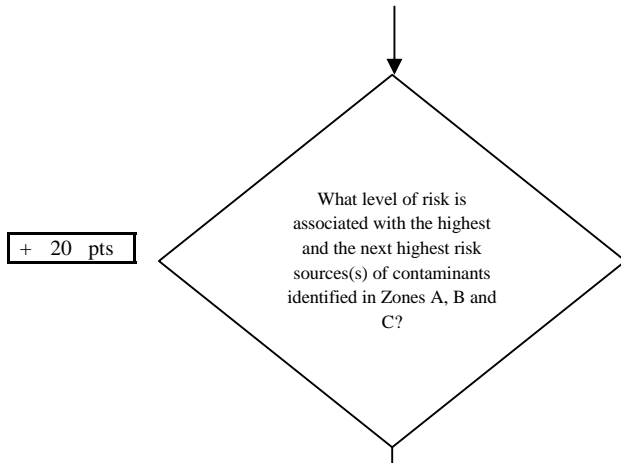 What level of risk is
associated with the highest
and the next highest risk
+ 20 pts
sources(s) of contaminants
identified in Zones A, B and
C?